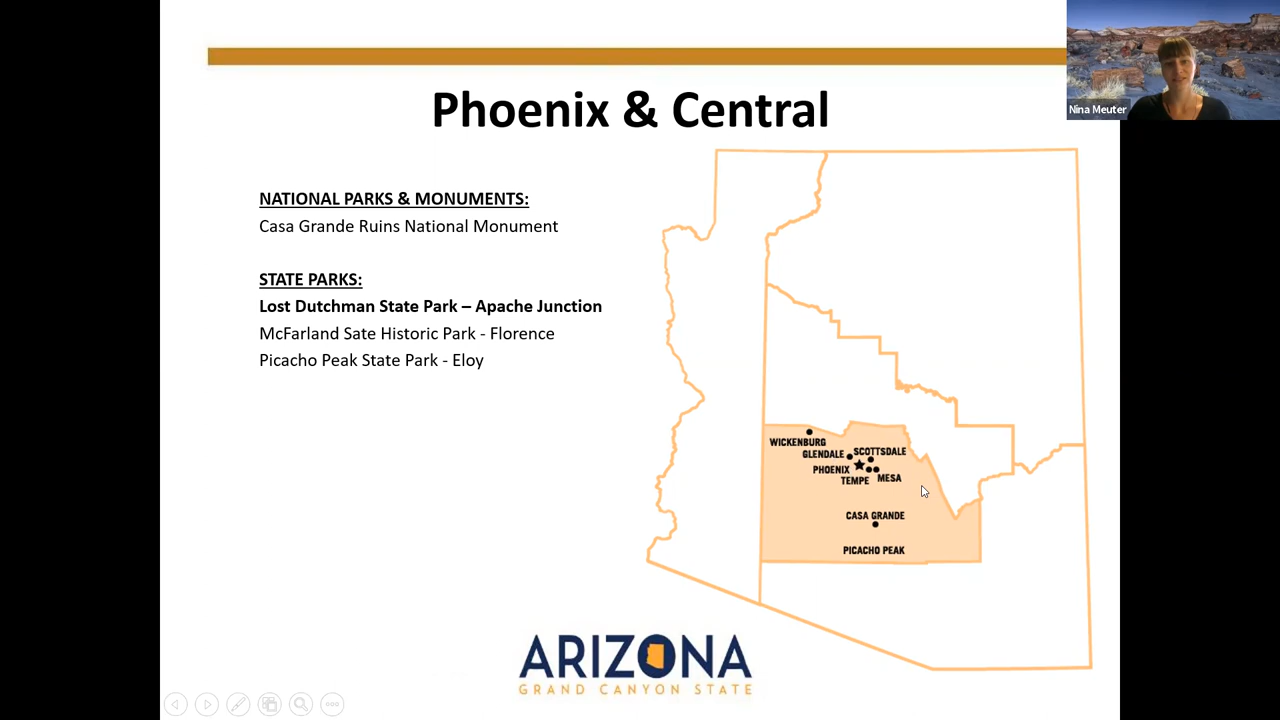 Phoenix & Central
Nina Meuter
NATIONAL PARKS & MONUMENTS:
Casa Grande Ruins National Monument
STATE PARKS:
Lost Dutchman State Park – Apache Junction
McFarland Sate Historic Park - Florence
Picacho Peak State Park - Eloy
WICKENBURG
GLENDALE
SCOTTSDALE
PHOENIX
TEMPE
MESA
CASA GRANDE
PICACHO PEAK
ARIZONA
GRAND CANYON STATE